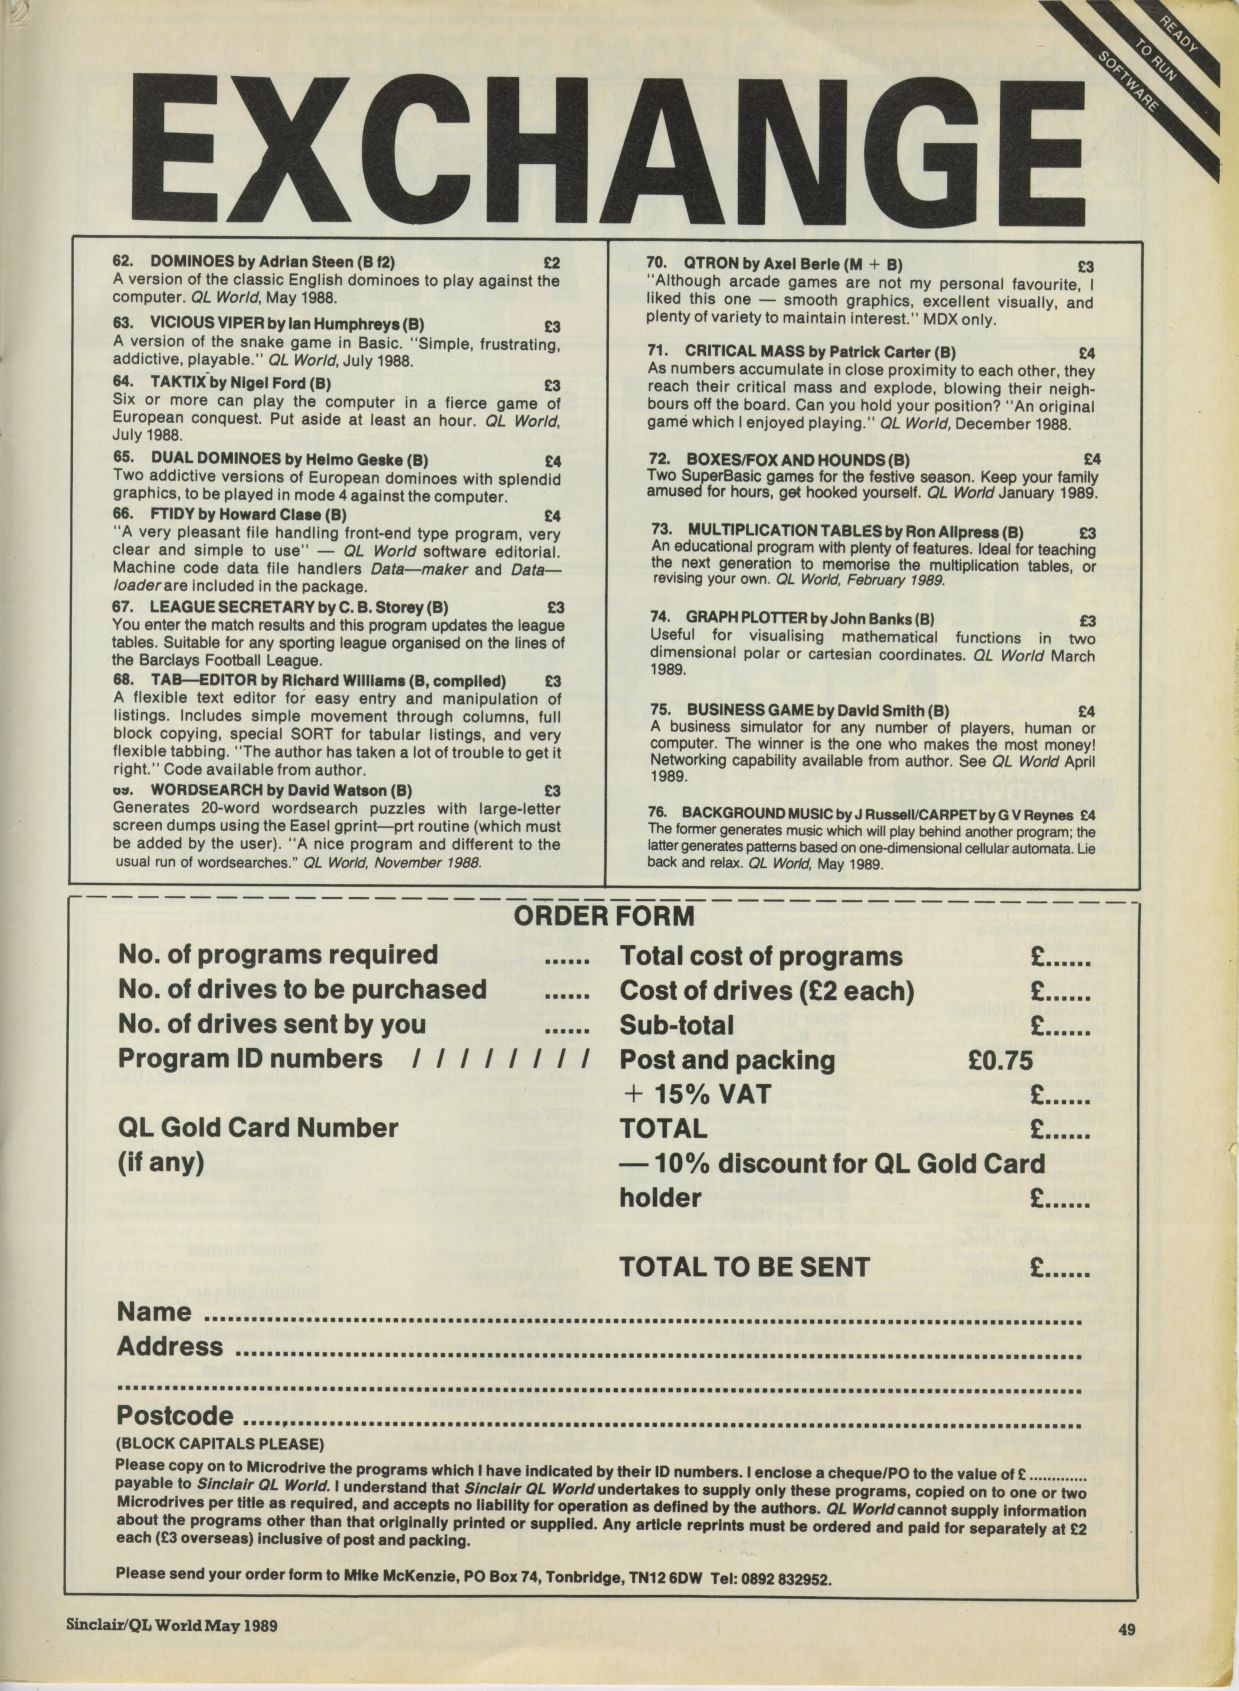 READY
TO RUN
SOFTWARE
EXCHANGE
62. DOMINOES by Adrian Steen (B f2) £2
A version of the classic English dominoes to play against the
computer. QL World, May 1988.
63. VICIOUS VIPER by Ian Humphreys (B) £3
A version of the snake game in Basic. "Simple, frustrating,
addictive, playable." QL World, July 1988.
64. TAKTIX by Nigel Ford (B) £3
Six or more can play the computer in a fierce game of
European conquest. Put aside at least an hour. QL World,
July 1988.
65. DUAL DOMINOES by Helmo Geske (B) £4
Two addictive versions of European dominoes with splendid
graphics, to be played in mode 4 against the computer.
66. FTIDY by Howard Clase (B) £4
"A very pleasant file handling front-end type program, very
clear and simple to use" — QL World software editorial.
Machine code data file handlers Data—maker and Data—
loader are included in the package.
67. LEAGUE SECRETARY by C. B. Storey (B) £3
You enter the match results and this program updates the league
tables. Suitable for any sporting league organised on the lines of
the Barclays Football League.
68. TAB—EDITOR by Richard Williams (B, compiled) £3
A flexible text editor for easy entry and manipulation of
listings. Includes simple movement through columns, full
block copying, special SORT for tabular listings, and very
flexible tabbing. "The author has taken a lot of trouble to get it
right." Code available from author.
WORDSEARCH by David Watson (B) £3
Generates 20-word wordsearch puzzles with large-letter
screen dumps using the Easel gprint—prt routine (which must
be added by the user). "A nice program and different to the
usual run of wordsearches." QL World, November 1988.
70. QTRON by Axel Berle (M + B) £3
"Although arcade games are not my personal favourite, I
liked this one — smooth graphics, excellent visually, and
plenty of variety to maintain interest." MDX only.
71. CRITICAL MASS by Patrick Carter (B) £4
As numbers accumulate in close proximity to each other, they
reach their critical mass and explode, blowing their neigh-
bours off the board. Can you hold your position? "An original
game which I enjoyed playing." QL World, December 1988.
72. BOXES/FOX AND HOUNDS (B) £4
Two SuperBasic games for the festive season. Keep your family
amused for hours, get hooked yourself. QL World January 1989.
73. MULTIPLICATION TABLES by Ron Allpress (B) £3
An educational program with plenty of features. Ideal for teaching
the next generation to memorise the multiplication tables, or
revising your own. QL World, February 1989.
74. GRAPH PLOTTER by John Banks (B) £3
Useful for visualising mathematical functions in two
dimensional polar or cartesian coordinates. QL World March
1989.
75. BUSINESS GAME by David Smith (B) £4
A business simulator for any number of players, human or
computer. The winner is the one who makes the most money!
Networking capability available from author. See QL World April
1989.
76. BACKGROUND MUSIC by J Russell/CARPET by G V Reynes £4
The former generates music which will play behind another program; the
latter generates patterns based on one-dimensional cellular automata. Lie
back and relax. QL World, May 1989.
ORDER FORM
No. of programs required ......
No. of drives to be purchased ......
No. of drives sent by you ......
Program ID numbers / / / / / / / /
QL Gold Card Number
(if any)
Total cost of programs £......
Cost of drives (£2 each) £......
Sub-total £......
Post and packing £0.75
+ 15% VAT £......
TOTAL £......
— 10% discount for QL Gold Card
holder £......
TOTAL TO BE SENT £......
Name ..........
Address ..........
..........
Postcode ..........
(BLOCK CAPITALS PLEASE)
Please copy on to Microdrive the programs which I have indicated by their ID numbers. I enclose a cheque/PO to the value of £.............
payable to Sinclair QL World. I understand that Sinclair QL World undertakes to supply only these programs, copied on to one or two
Microdrives per title as required, and accepts no liability for operation as defined by the authors. QL World cannot supply information
about the programs other than that originally printed or supplied. Any article reprints must be ordered and paid for separately at £2
each (£3 overseas) inclusive of post and packing.
Please send your order form to Mike McKenzie, PO Box 74, Tonbridge, TN12 6DW Tel: 0892 832952.
Sinclair/QL World May 1989
49